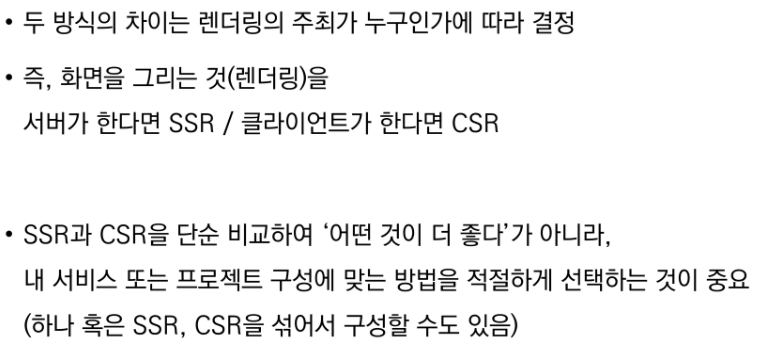 • 두 방식의 차이는 렌더링의 주최가 누구인가에 따라 결정
• 즉, 화면을 그리는 것(렌더링)을
서버가 한다면 SSR / 클라이언트가 한다면 CSR
• SSR과 CSR을 단순 비교하여 ‘어떤 것이 더 좋다’가 아니라,
내 서비스 또는 프로젝트 구성에 맞는 방법을 적절하게 선택하는 것이 중요
(하나 혹은 SSR, CSR을 섞어서 구성할 수도 있음)